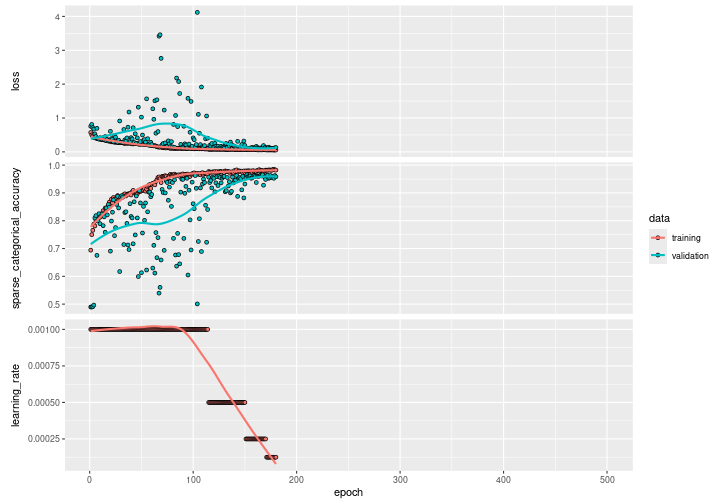 loss
4
3
2
1
0
sparse_categorical_accuracy
1.0
0.9
0.8
0.7
0.6
0.5
learning_rate
0.00100
0.00075
0.00050
0.00025
0 100 200 300 400 500
epoch
data
training
validation